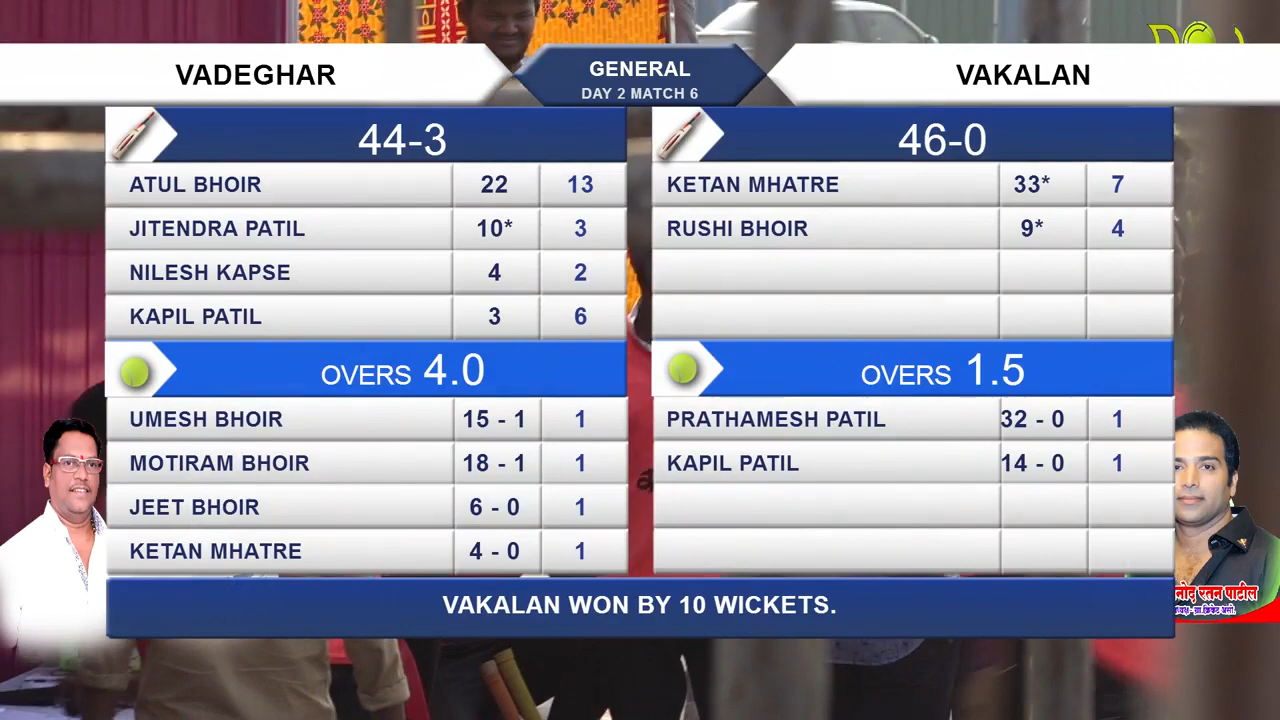 VADEGHAR
GENERAL
DAY 2 MATCH 6
VAKALAN
44-3
ATUL BHOIR 22 13
JITENDRA PATIL 10* 3
NILESH KAPSE 4 2
KAPIL PATIL 3 6
OVERS 4.0
UMESH BHOIR 15 - 1 1
MOTIRAM BHOIR 18 - 1 1
JEET BHOIR 6 - 0 1
KETAN MHATRE 4 - 0 1
46-0
KETAN MHATRE 33* 7
RUSHI BHOIR 9* 4
OVERS 1.5
PRATHAMESH PATIL 32 - 0 1
KAPIL PATIL 14 - 0 1
VAKALAN WON BY 10 WICKETS.
रतन पाटील